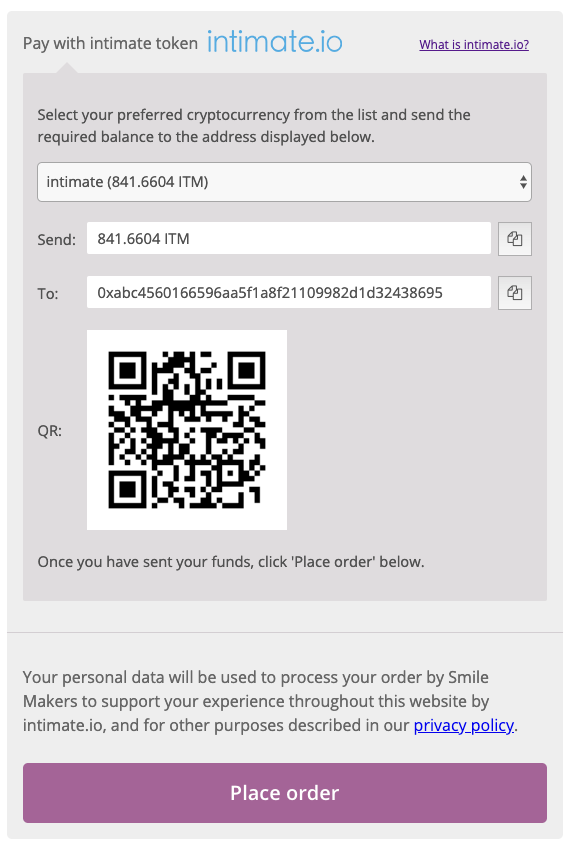 Pay with intimate token intimate.io What is intimate.io?
Select your preferred cryptocurrency from the list and send the
required balance to the address displayed below.
intimate (841.6604 ITM)
Send: 841.6604 ITM
To: 0xabc4560166596aa5f1a8f21109982d1d32438695
QR:
Once you have sent your funds, click 'Place order' below.
Your personal data will be used to process your order by Smile
Makers to support your experience throughout this website by
intimate.io, and for other purposes described in our privacy policy.
Place order